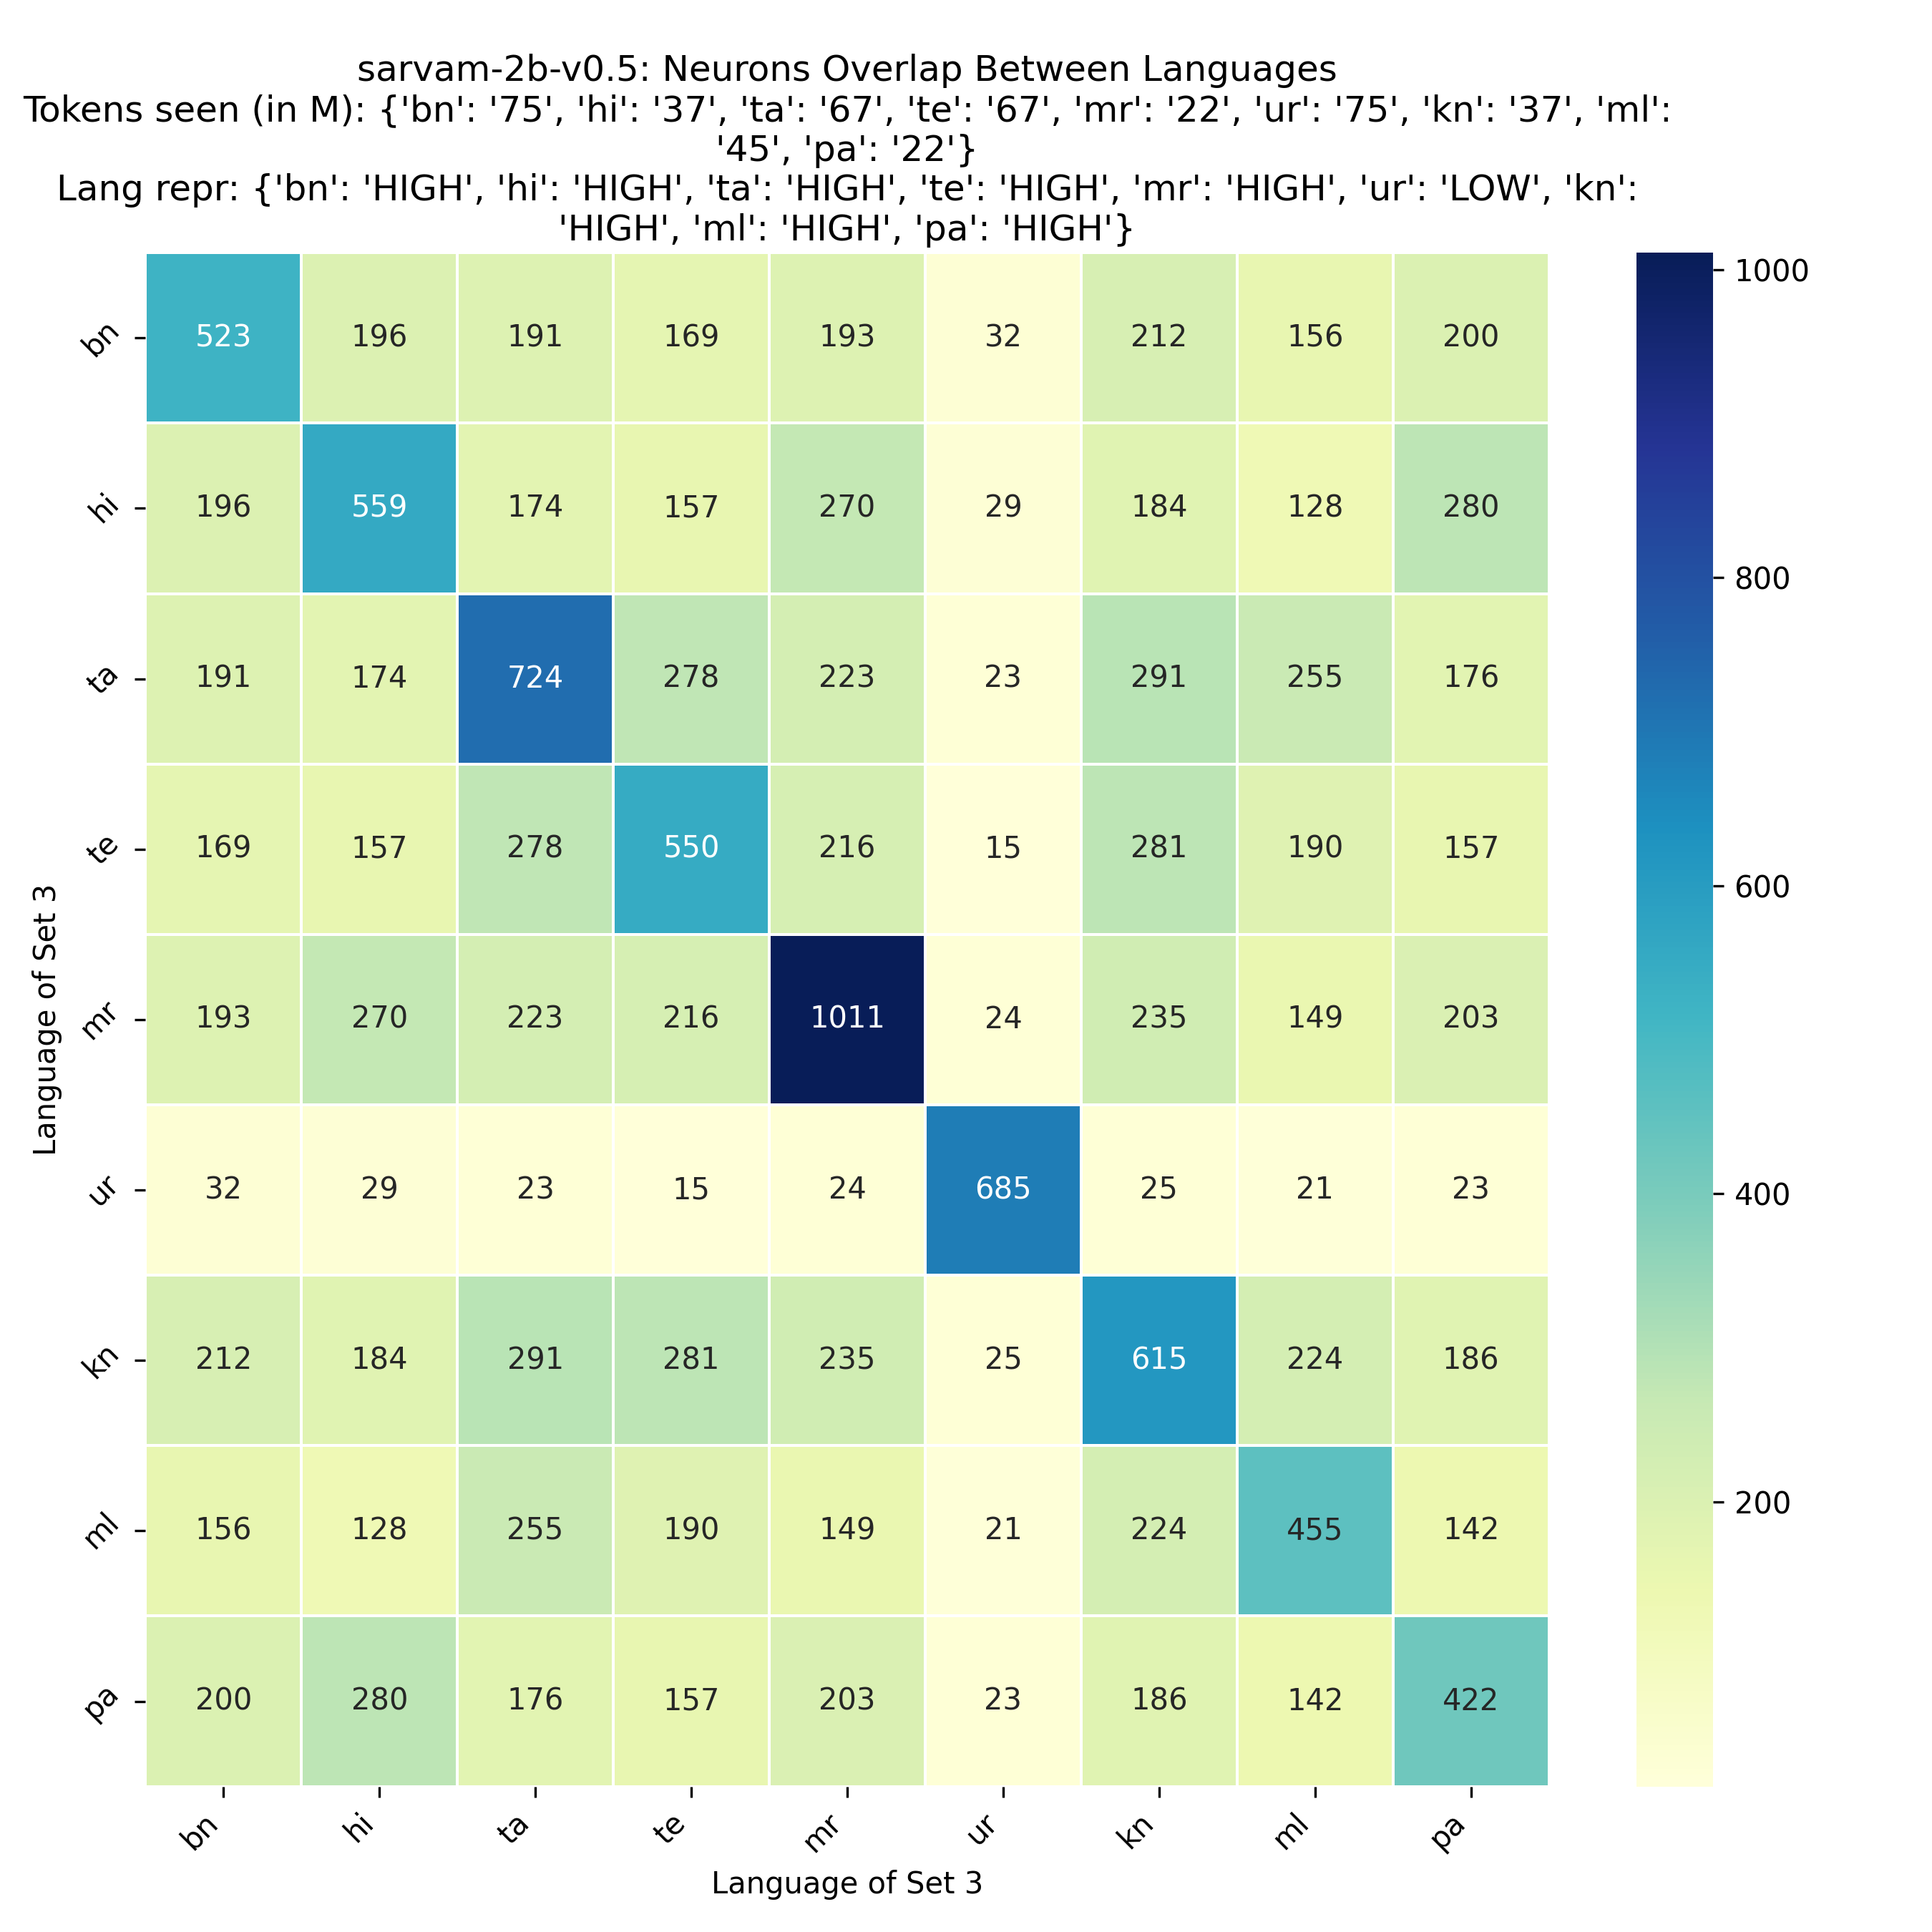 sarvam-2b-v0.5: Neurons Overlap Between Languages
Tokens seen (in M): {'bn': '75', 'hi': '37', 'ta': '67', 'te': '67', 'mr': '22', 'ur': '75', 'kn': '37', 'ml':
'45', 'pa': '22'}
Lang repr: {'bn': 'HIGH', 'hi': 'HIGH', 'ta': 'HIGH', 'te': 'HIGH', 'mr': 'HIGH', 'ur': 'LOW', 'kn':
'HIGH', 'ml': 'HIGH', 'pa': 'HIGH'}
bn 523 196 191 169 193 32 212 156 200
hi 196 559 174 157 270 29 184 128 280
ta 191 174 724 278 223 23 291 255 176
te 169 157 278 550 216 15 281 190 157
mr 193 270 223 216 1011 24 235 149 203
ur 32 29 23 15 24 685 25 21 23
kn 212 184 291 281 235 25 615 224 186
ml 156 128 255 190 149 21 224 455 142
pa 200 280 176 157 203 23 186 142 422
bn hi ta te mr ur kn ml pa
Language of Set 3
Language of Set 3
1000
800
600
400
200